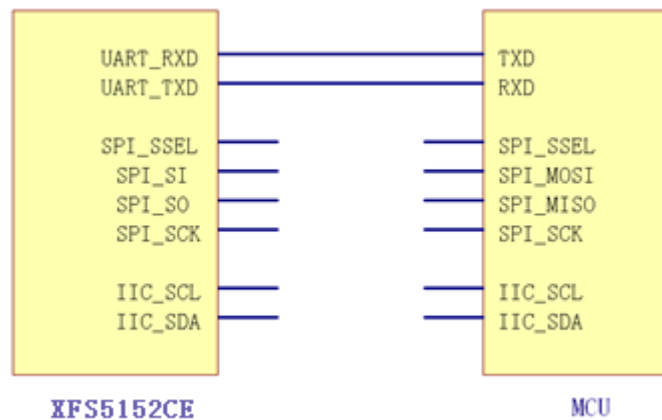 UART_RXD TXD
UART_TXD RXD
SPI_SSEL SPI_SSEL
SPI_SI SPI_MOSI
SPI_SO SPI_MISO
SPI_SCK SPI_SCK
IIC_SCL IIC_SCL
IIC_SDA IIC_SDA
XFS5152CE MCU